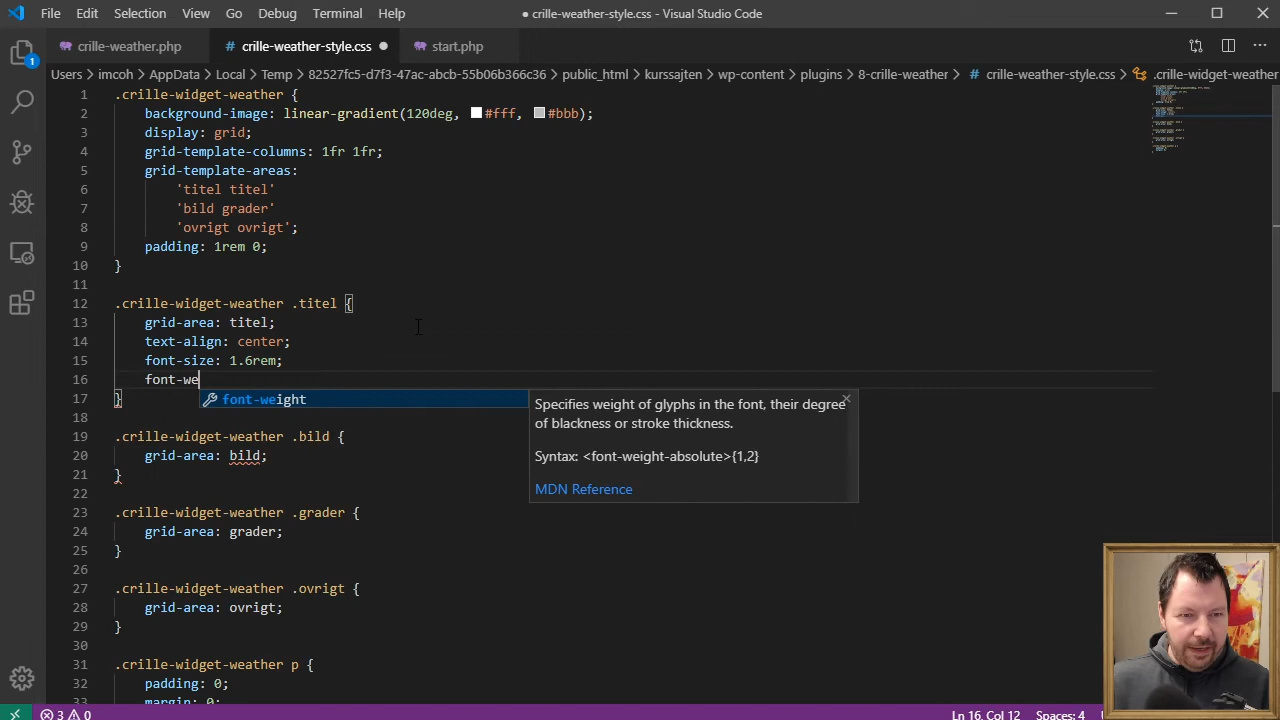 File Edit Selection View Go Debug Terminal Help
● crille-weather-style.css - Visual Studio Code
crille-weather.php # crille-weather-style.css ● start.php
1
Users > imcoh > AppData > Local > Temp > 82527fc5-d7f3-47ac-abcb-55b06b366c36 > public_html > kurssajten > wp-content > plugins > 8-crille-weather > # crille-weather-style.css > .crille-widget-weather
1 .crille-widget-weather {
2 background-image: linear-gradient(120deg, #fff, #bbb);
3 display: grid;
4 grid-template-columns: 1fr 1fr;
5 grid-template-areas:
6 'titel titel'
7 'bild grader'
8 'ovrigt ovrigt';
9 padding: 1rem 0;
10 }
11
12 .crille-widget-weather .titel {
13 grid-area: titel;
14 text-align: center;
15 font-size: 1.6rem;
16 font-we
17 }
font-weight
Specifies weight of glyphs in the font, their degree
of blackness or stroke thickness.
Syntax: <font-weight-absolute>{1,2}
MDN Reference
18
19 .crille-widget-weather .bild {
20 grid-area: bild;
21 }
22
23 .crille-widget-weather .grader {
24 grid-area: grader;
25 }
26
27 .crille-widget-weather .ovrigt {
28 grid-area: ovrigt;
29 }
30
31 .crille-widget-weather p {
32 padding: 0;
33 margin: 0;
3 0 Ln 16, Col 12 Spaces: 4